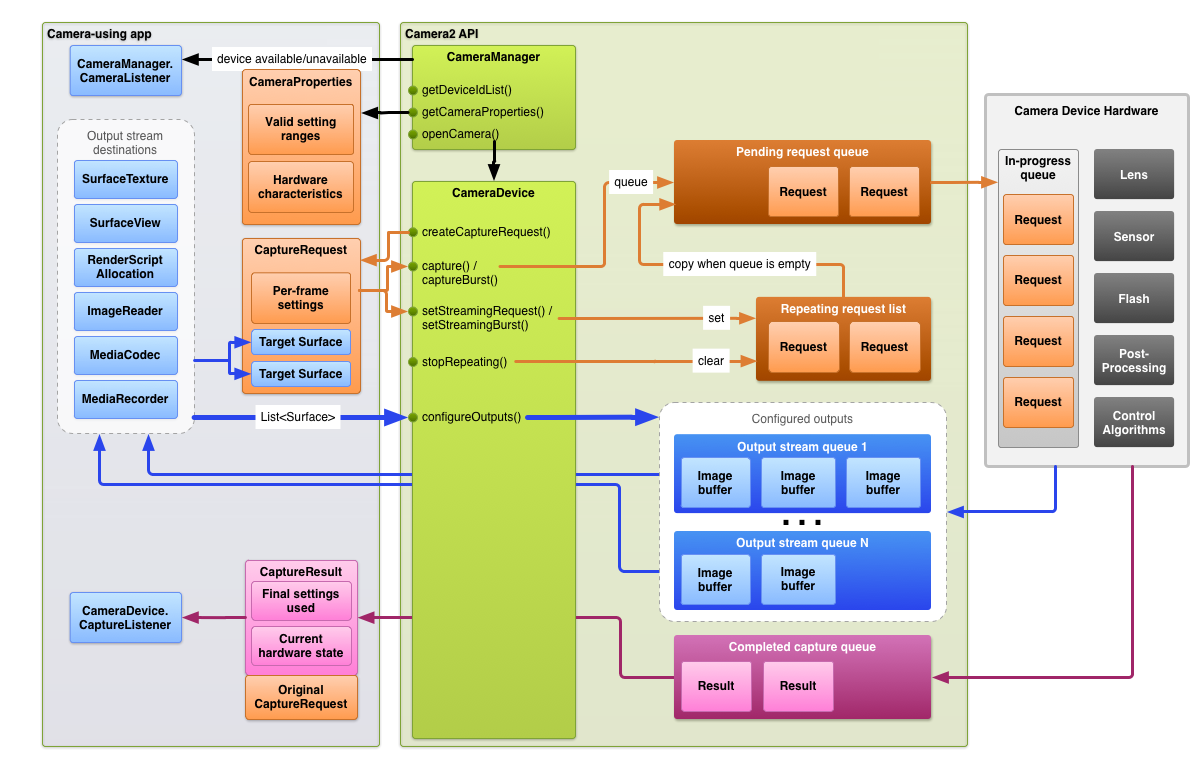 Camera-using app
CameraManager.
CameraListener
device available/unavailable
CameraProperties
Valid setting
ranges
Hardware
characteristics
Output stream
destinations
SurfaceTexture
SurfaceView
RenderScript
Allocation
ImageReader
MediaCodec
MediaRecorder
CaptureRequest
Per-frame
settings
Target Surface
Target Surface
List<Surface>
CameraDevice.
CaptureListener
CaptureResult
Final settings
used
Current
hardware state
Original
CaptureRequest
Camera2 API
CameraManager
getDeviceIdList()
getCameraProperties()
openCamera()
CameraDevice
createCaptureRequest()
capture() /
captureBurst()
setStreamingRequest() /
setStreamingBurst()
stopRepeating()
configureOutputs()
queue
Pending request queue
Request
Request
copy when queue is empty
set
clear
Repeating request list
Request
Request
Configured outputs
Output stream queue 1
Image
buffer
Image
buffer
Image
buffer
...
Output stream queue N
Image
buffer
Image
buffer
Completed capture queue
Result
Result
Camera Device Hardware
In-progress
queue
Request
Request
Request
Request
Lens
Sensor
Flash
Post-
Processing
Control
Algorithms